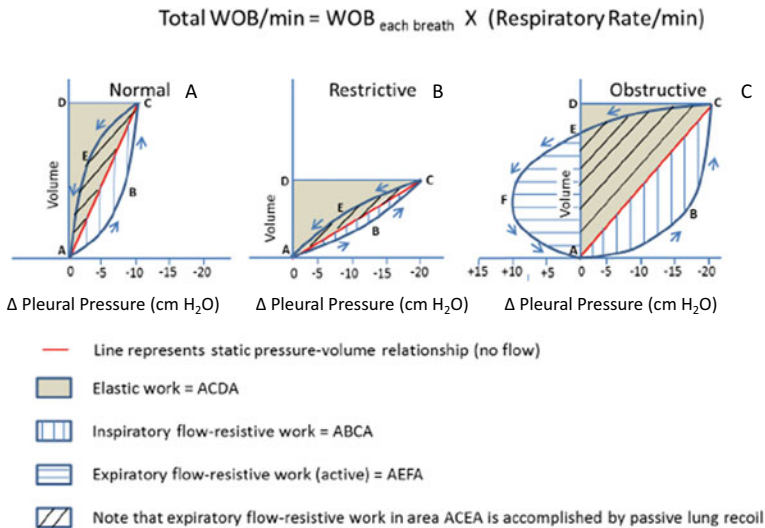 Total WOB/min = WOB each breath X (Respiratory Rate/min)
Normal A
D C
E
B
A
Volume
0 -5 -10 -15 -20
Δ Pleural Pressure (cm H₂O)
Restrictive B
D C
E
B
A
Volume
0 -5 -10 -15 -20
Δ Pleural Pressure (cm H₂O)
Obstructive C
D C
E
F
B
A
Volume
+15 +10 +5 0 -5 -10 -15 -20
Δ Pleural Pressure (cm H₂O)
Line represents static pressure-volume relationship (no flow)
Elastic work = ACDA
Inspiratory flow-resistive work = ABCA
Expiratory flow-resistive work (active) = AEFA
Note that expiratory flow-resistive work in area ACEA is accomplished by passive lung recoil